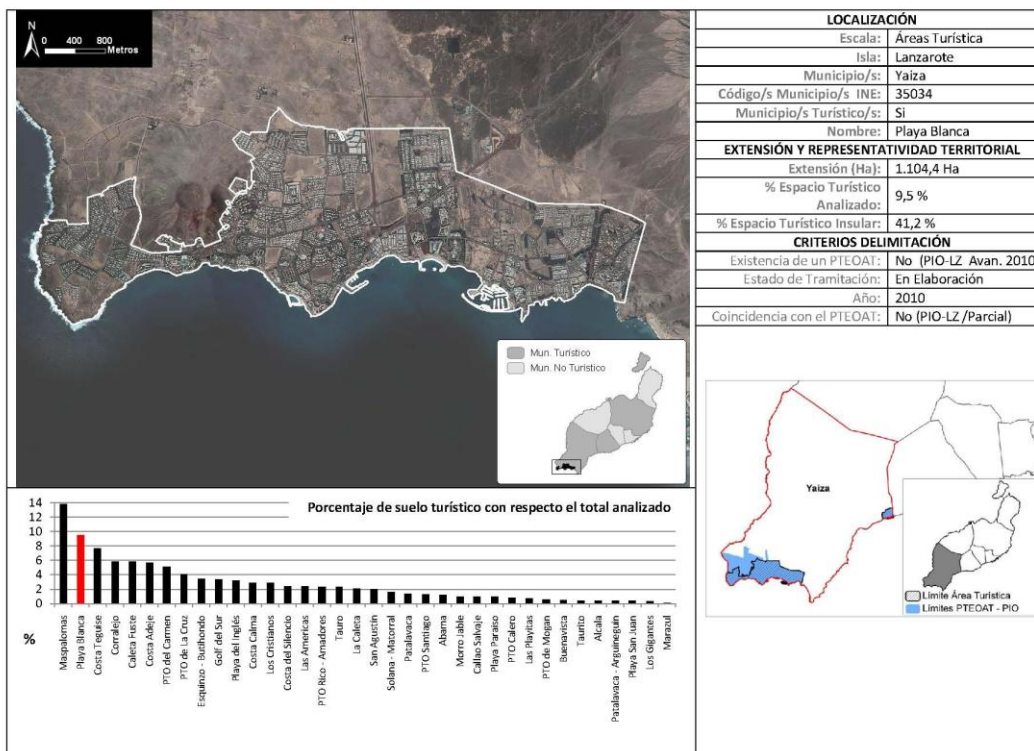 N
0 400 800
Metros
Mun. Turístico
Mun. No Turístico
LOCALIZACIÓN
Escala: Áreas Turística
Isla: Lanzarote
Municipio/s: Yaiza
Código/s Municipio/s INE: 35034
Municipio/s Turístico/s: Si
Nombre: Playa Blanca
EXTENSIÓN Y REPRESENTATIVIDAD TERRITORIAL
Extensión (Ha): 1.104,4 Ha
% Espacio Turístico
Analizado: 9,5 %
% Espacio Turístico Insular: 41,2 %
CRITERIOS DELIMITACIÓN
Existencia de un PTEOAT: No (PIO-LZ Avan. 2010
Estado de Tramitación: En Elaboración
Año: 2010
Coincidencia con el PTEOAT: No (PIO-LZ /Parcial)
Yaiza
Límite Área Turística
Límites PTEOAT - PIO
Porcentaje de suelo turístico con respecto el total analizado
14
12
10
8
6
4
2
0
%
Maspalomas
Playa Blanca
Costa Teguise
Corralejo
Caleta Fuste
Costa Adeje
PTO del Carmen
PTO de La Cruz
Esquinzo - Butihondo
Golf del Sur
Playa del Inglés
Costa Calma
Los Cristianos
Costa del Silencio
Las Americas
PTO Rico - Amadores
Tauro
La Caleta
San Agustín
Solana - Matorral
Patalavaca
PTO Santiago
Abama
Morro Jable
Callao Salvaje
Playa Paraiso
PTO Calero
Las Playitas
PTO de Mogan
Buenavista
Taurito
Alcala
Patalavaca - Arguineguin
Playa San Juan
Los Gigantes
Marazul